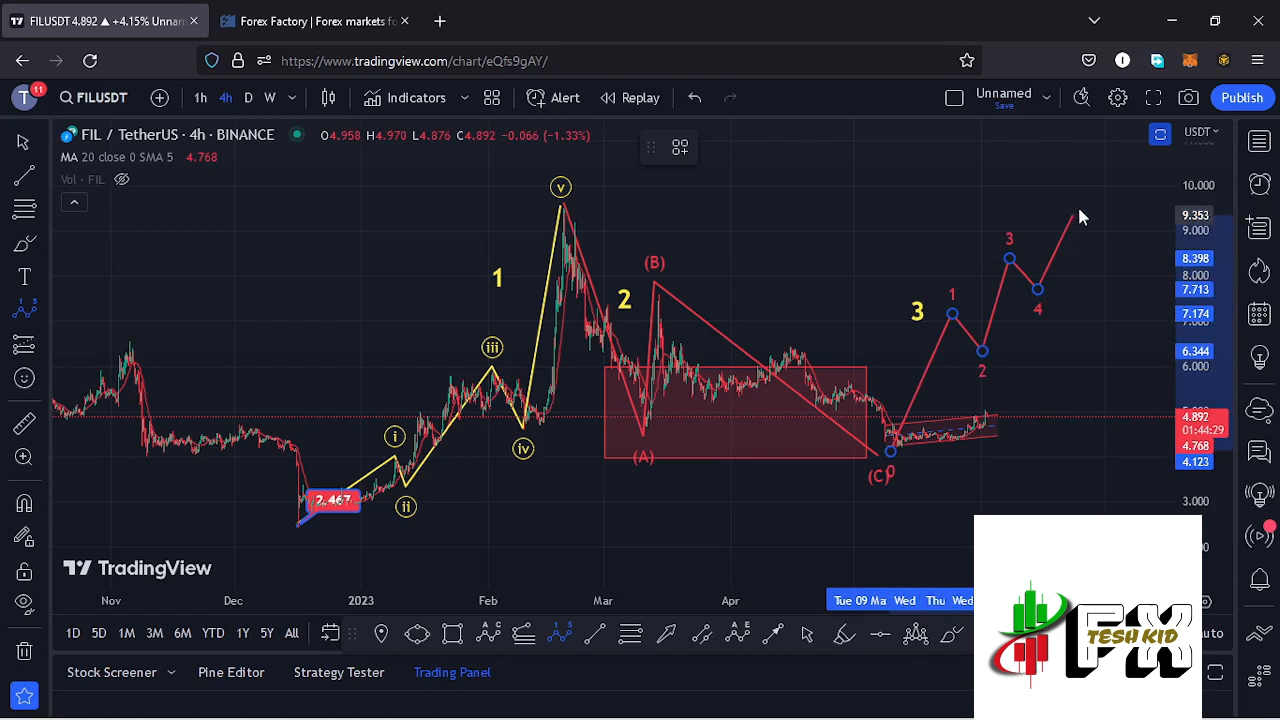 FILUSDT 4.892 ▲ +4.15% Unnam
Forex Factory | Forex markets fo
https://www.tradingview.com/chart/eQfs9gAY/
T 11 FILUSDT 1h 4h D W Indicators Alert Replay Unnamed Save Publish
FIL / TetherUS · 4h · BINANCE O4.958 H4.970 L4.876 C4.892 -0.066 (-1.33%) USDT
MA 20 close 0 SMA 5 4.768
Vol · FIL
10.000
9.353
9.000
8.398
8.000
7.713
7.174
6.344
6.000
4.892
01:44:29
4.768
4.123
3.000
v
1
(B)
2
3
1
3
4
2
iii
i
iv
(A)
(C) 0
2.467
ii
TradingView
Nov Dec 2023 Feb Mar Apr Tue 09 Ma Wed Thu Wed
1D 5D 1M 3M 6M YTD 1Y 5Y All
Stock Screener Pine Editor Strategy Tester Trading Panel
FX
TESH KID